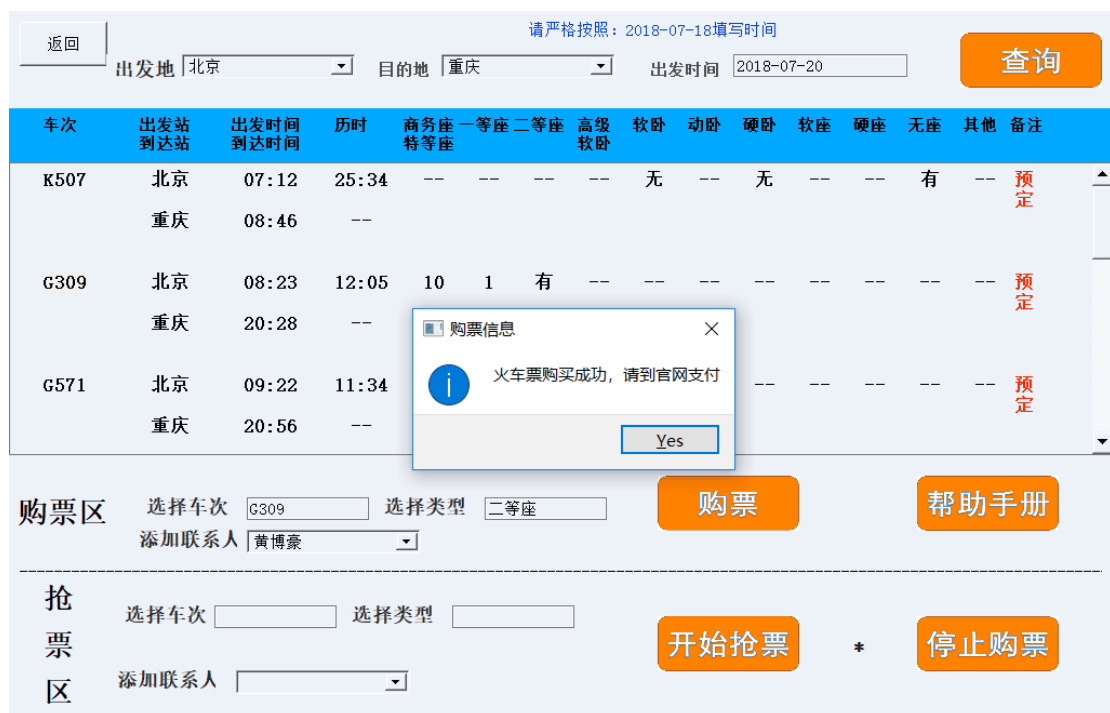 请严格按照：2018-07-18填写时间
返回
出发地 北京 目的地 重庆 出发时间 2018-07-20 查询
车次 出发站 出发时间 历时 商务座 一等座 二等座 高级 软卧 动卧 硬卧 软座 硬座 无座 其他 备注
到达站 到达时间 特等座 软卧
K507 北京 07:12 25:34 -- -- -- -- 无 -- 无 -- -- 有 -- 预
定
重庆 08:46 --
G309 北京 08:23 12:05 10 1 有 -- -- -- -- -- -- -- -- 预
定
重庆 20:28 --
购票信息
火车票购买成功，请到官网支付
Yes
G571 北京 09:22 11:34 -- -- -- -- -- 预
定
重庆 20:56 --
购票区 选择车次 G309 选择类型 二等座 购票 帮助手册
添加联系人 黄博豪
抢
票
区
选择车次 选择类型
开始抢票 * 停止购票
添加联系人